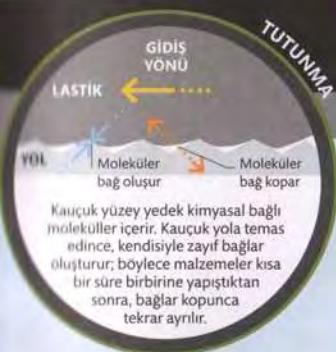 TUTUNMA
GİDİŞ
YÖNÜ
LASTİK
YOL
Moleküler
bağ oluşur
Moleküler
bağ kopar
Kauçuk yüzey yedek kimyasal bağlı
moleküller içerir. Kauçuk yola temas
edince, kendisiyle zayıf bağlar
oluşturur; böylece malzemeler kısa
bir süre birbirine yapıştıktan
sonra, bağlar kopunca
tekrar ayrılır.